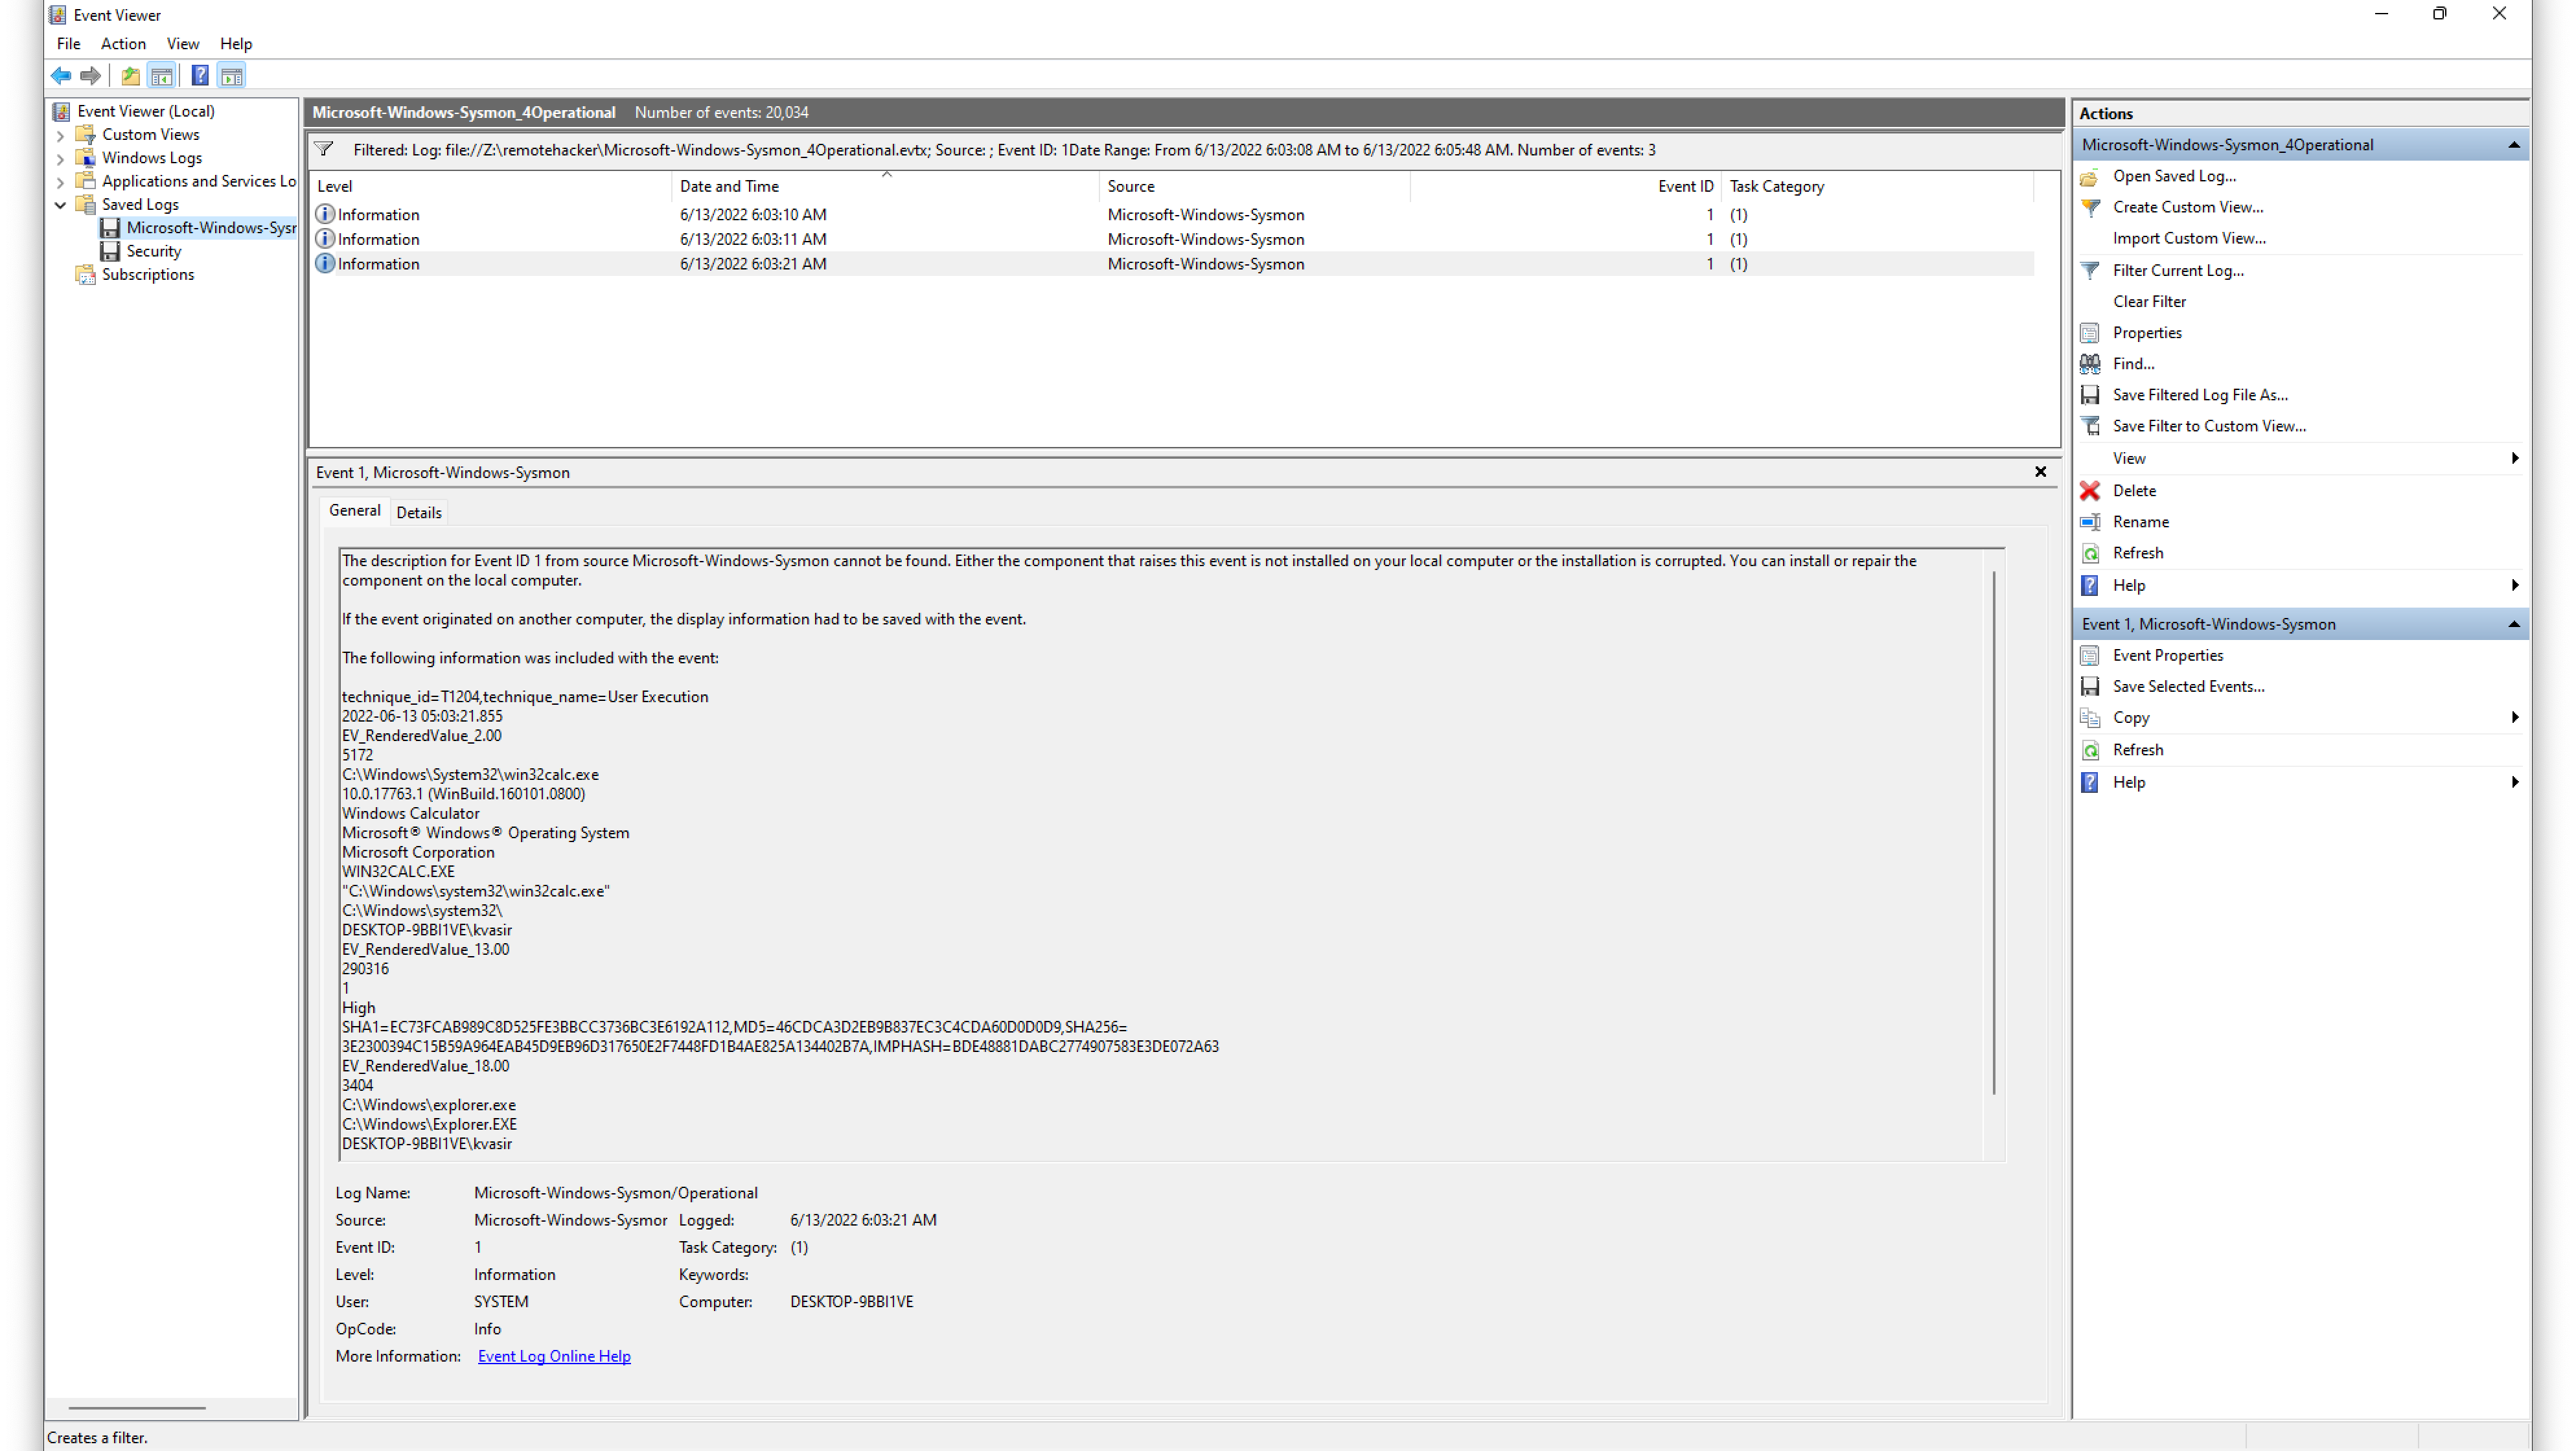 Event Viewer
File Action View Help
Event Viewer (Local)
Custom Views
Windows Logs
Applications and Services Lo
Saved Logs
Microsoft-Windows-Sysr
Security
Subscriptions
Microsoft-Windows-Sysmon_4Operational Number of events: 20,034
Filtered: Log: file://Z:\remotehacker\Microsoft-Windows-Sysmon_4Operational.evtx; Source: ; Event ID: 1Date Range: From 6/13/2022 6:03:08 AM to 6/13/2022 6:05:48 AM. Number of events: 3
Level Date and Time Source Event ID Task Category
Information 6/13/2022 6:03:10 AM Microsoft-Windows-Sysmon 1 (1)
Information 6/13/2022 6:03:11 AM Microsoft-Windows-Sysmon 1 (1)
Information 6/13/2022 6:03:21 AM Microsoft-Windows-Sysmon 1 (1)
Event 1, Microsoft-Windows-Sysmon
General Details
The description for Event ID 1 from source Microsoft-Windows-Sysmon cannot be found. Either the component that raises this event is not installed on your local computer or the installation is corrupted. You can install or repair the
component on the local computer.
If the event originated on another computer, the display information had to be saved with the event.
The following information was included with the event:
technique_id=T1204,technique_name=User Execution
2022-06-13 05:03:21.855
EV_RenderedValue_2.00
5172
C:\Windows\System32\win32calc.exe
10.0.17763.1 (WinBuild.160101.0800)
Windows Calculator
Microsoft® Windows® Operating System
Microsoft Corporation
WIN32CALC.EXE
"C:\Windows\system32\win32calc.exe"
C:\Windows\system32\
DESKTOP-9BBI1VE\kvasir
EV_RenderedValue_13.00
290316
1
High
SHA1=EC73FCAB989C8D525FE3BBCC3736BC3E6192A112,MD5=46CDCA3D2EB9B837EC3C4CDA60D0D0D9,SHA256=
3E2300394C15B59A964EAB45D9EB96D317650E2F7448FD1B4AE825A134402B7A,IMPHASH=BDE48881DABC2774907583E3DE072A63
EV_RenderedValue_18.00
3404
C:\Windows\explorer.exe
C:\Windows\Explorer.EXE
DESKTOP-9BBI1VE\kvasir
Log Name: Microsoft-Windows-Sysmon/Operational
Source: Microsoft-Windows-Sysmor Logged: 6/13/2022 6:03:21 AM
Event ID: 1 Task Category: (1)
Level: Information Keywords:
User: SYSTEM Computer: DESKTOP-9BBI1VE
OpCode: Info
More Information: Event Log Online Help
Actions
Microsoft-Windows-Sysmon_4Operational
Open Saved Log...
Create Custom View...
Import Custom View...
Filter Current Log...
Clear Filter
Properties
Find...
Save Filtered Log File As...
Save Filter to Custom View...
View
Delete
Rename
Refresh
Help
Event 1, Microsoft-Windows-Sysmon
Event Properties
Save Selected Events...
Copy
Refresh
Help
Creates a filter.